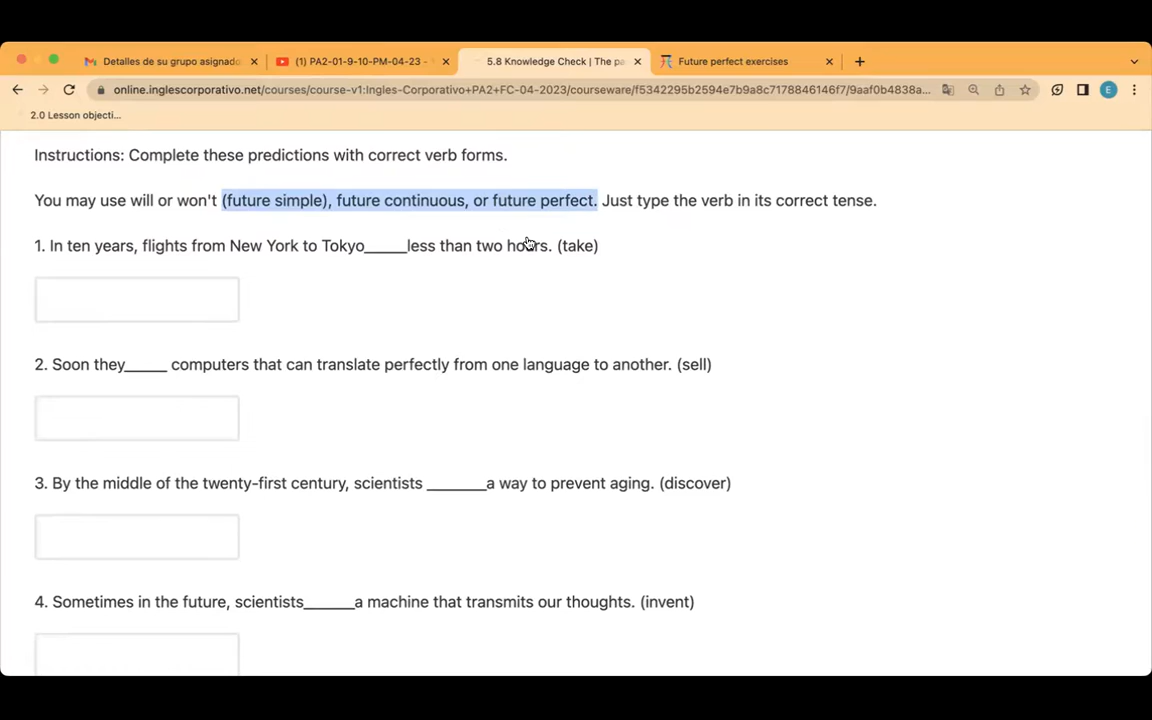 Detalles de su grupo asignado
(1) PA2-01-9-10-PM-04-23 -
5.8 Knowledge Check | The pa
Future perfect exercises
online.inglescorporativo.net/courses/course-v1:Ingles-Corporativo+PA2+FC-04-2023/courseware/f5342295b2594e7b9a8c7178846146f7/9aaf0b4838a...
E
2.0 Lesson objecti...
Instructions: Complete these predictions with correct verb forms.
You may use will or won't (future simple), future continuous, or future perfect. Just type the verb in its correct tense.
1. In ten years, flights from New York to Tokyo_____less than two hours. (take)
2. Soon they_____ computers that can translate perfectly from one language to another. (sell)
3. By the middle of the twenty-first century, scientists _______a way to prevent aging. (discover)
4. Sometimes in the future, scientists______a machine that transmits our thoughts. (invent)